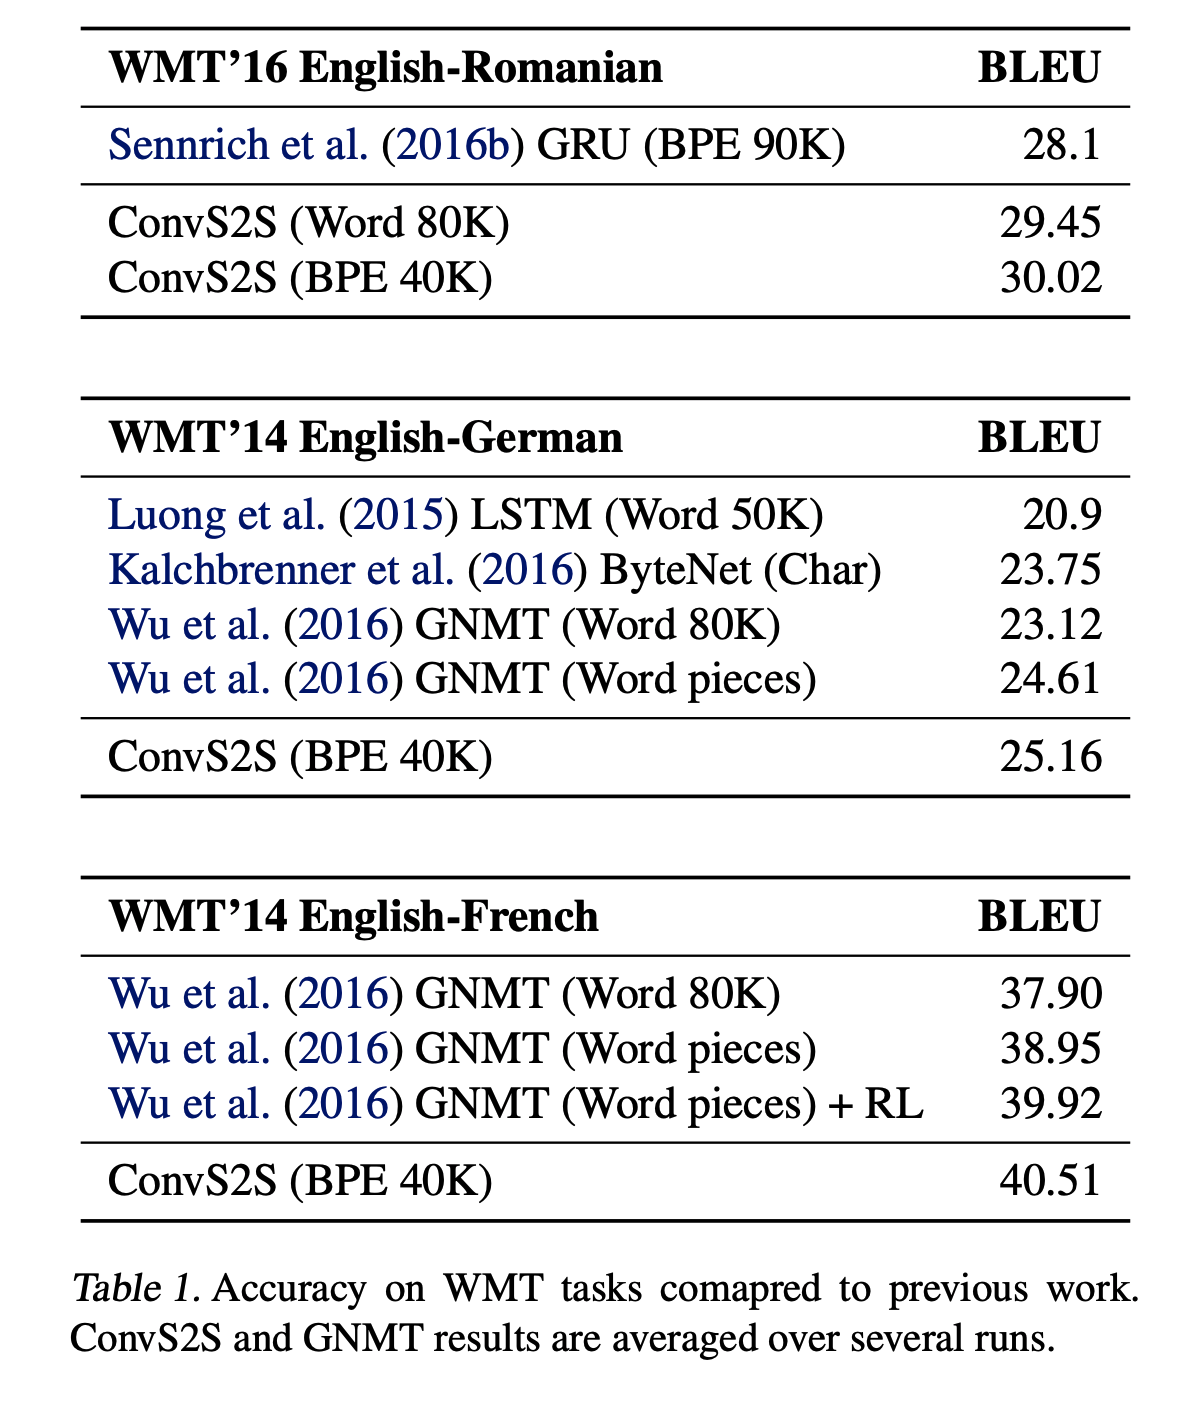 WMT’16 English-Romanian BLEU
Sennrich et al. (2016b) GRU (BPE 90K) 28.1
ConvS2S (Word 80K) 29.45
ConvS2S (BPE 40K) 30.02
WMT’14 English-German BLEU
Luong et al. (2015) LSTM (Word 50K) 20.9
Kalchbrenner et al. (2016) ByteNet (Char) 23.75
Wu et al. (2016) GNMT (Word 80K) 23.12
Wu et al. (2016) GNMT (Word pieces) 24.61
ConvS2S (BPE 40K) 25.16
WMT’14 English-French BLEU
Wu et al. (2016) GNMT (Word 80K) 37.90
Wu et al. (2016) GNMT (Word pieces) 38.95
Wu et al. (2016) GNMT (Word pieces) + RL 39.92
ConvS2S (BPE 40K) 40.51
Table 1. Accuracy on WMT tasks comapred to previous work.
ConvS2S and GNMT results are averaged over several runs.